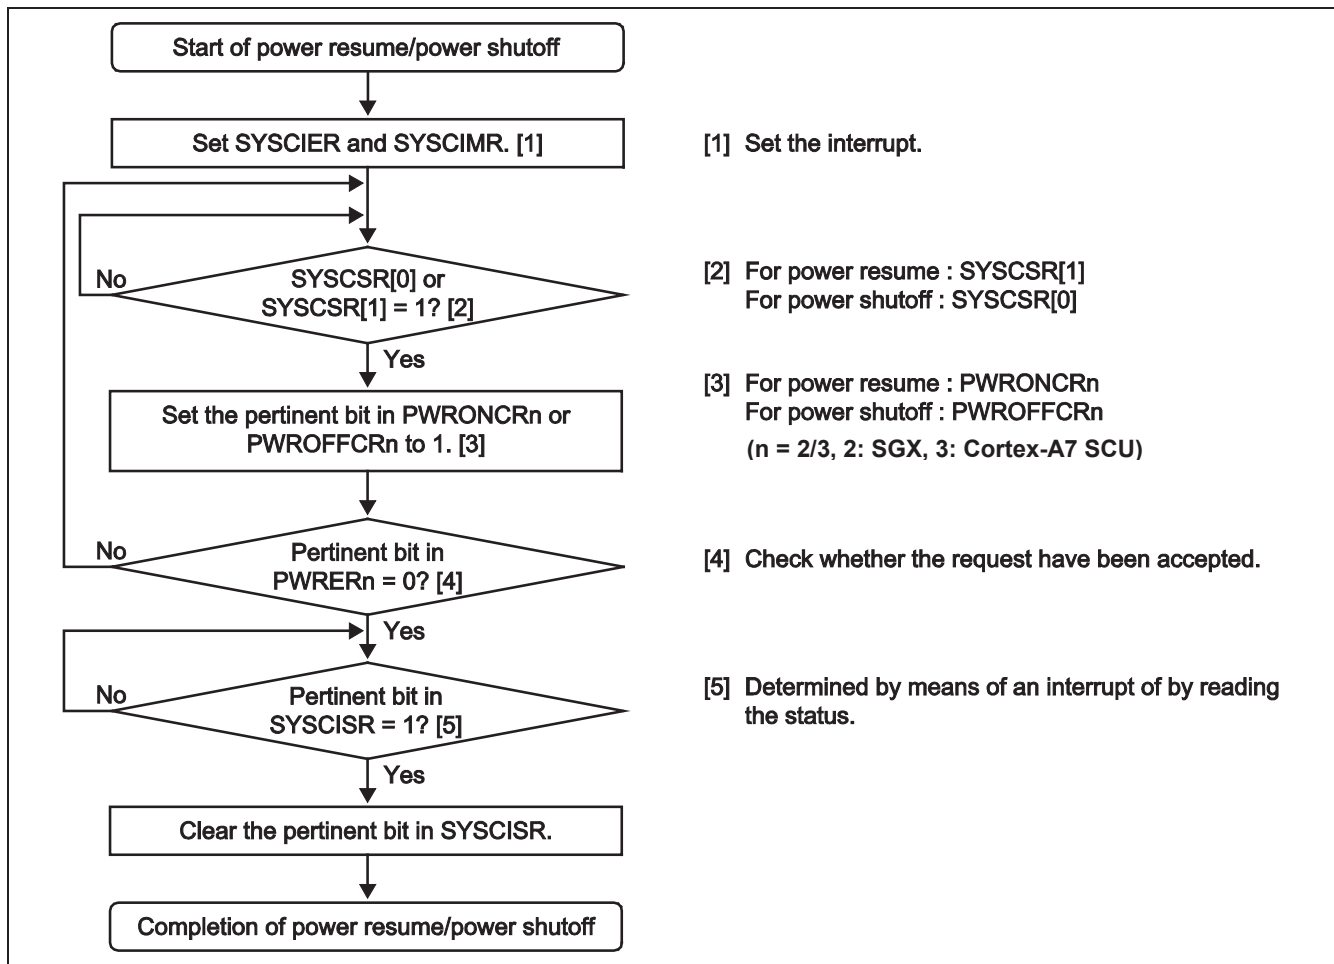 Start of power resume/power shutoff
Set SYSCIER and SYSCIMR. [1]
[1] Set the interrupt.
No
SYSCSR[0] or
SYSCSR[1] = 1? [2]
[2] For power resume : SYSCSR[1]
For power shutoff : SYSCSR[0]
Yes
Set the pertinent bit in PWRONCRn or
PWROFFCRn to 1. [3]
[3] For power resume : PWRONCRn
For power shutoff : PWROFFCRn
(n = 2/3, 2: SGX, 3: Cortex-A7 SCU)
No
Pertinent bit in
PWRERn = 0? [4]
[4] Check whether the request have been accepted.
Yes
No
Pertinent bit in
SYSCISR = 1? [5]
[5] Determined by means of an interrupt of by reading
the status.
Yes
Clear the pertinent bit in SYSCISR.
Completion of power resume/power shutoff